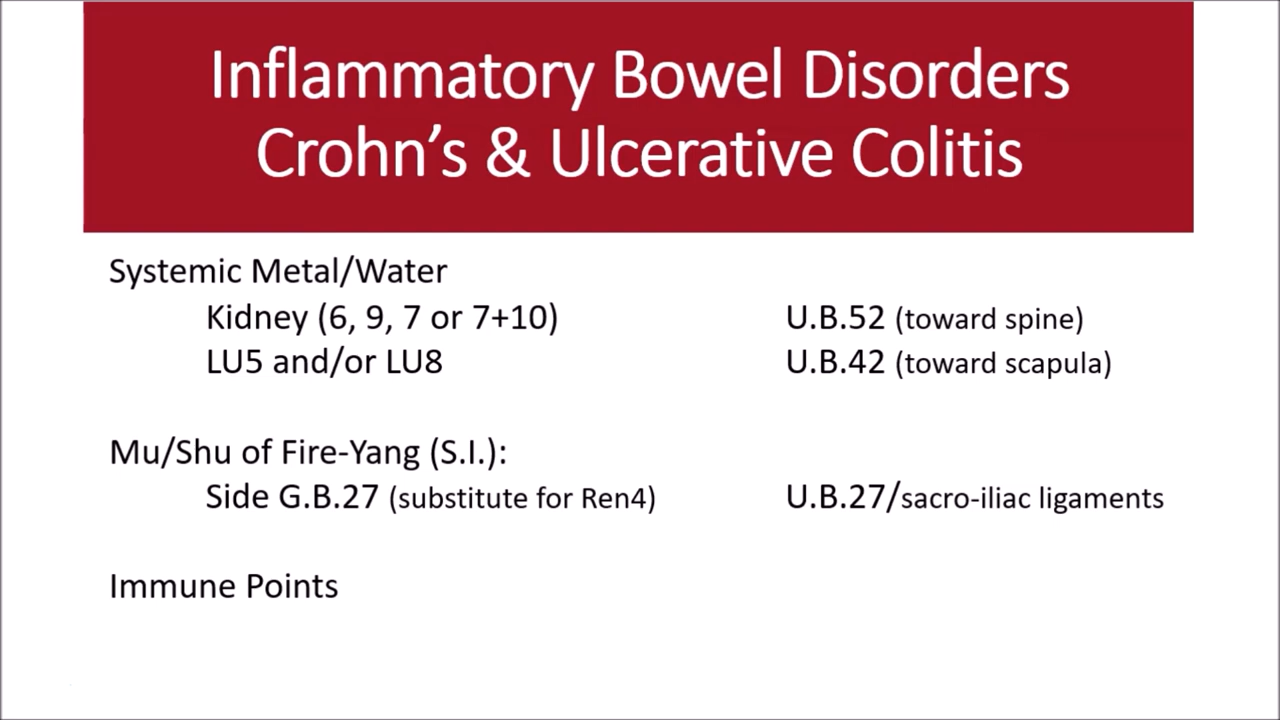 Inflammatory Bowel Disorders
Crohn’s & Ulcerative Colitis
Systemic Metal/Water
Kidney (6, 9, 7 or 7+10) U.B.52 (toward spine)
LU5 and/or LU8 U.B.42 (toward scapula)
Mu/Shu of Fire-Yang (S.I.):
Side G.B.27 (substitute for Ren4) U.B.27/sacro-iliac ligaments
Immune Points